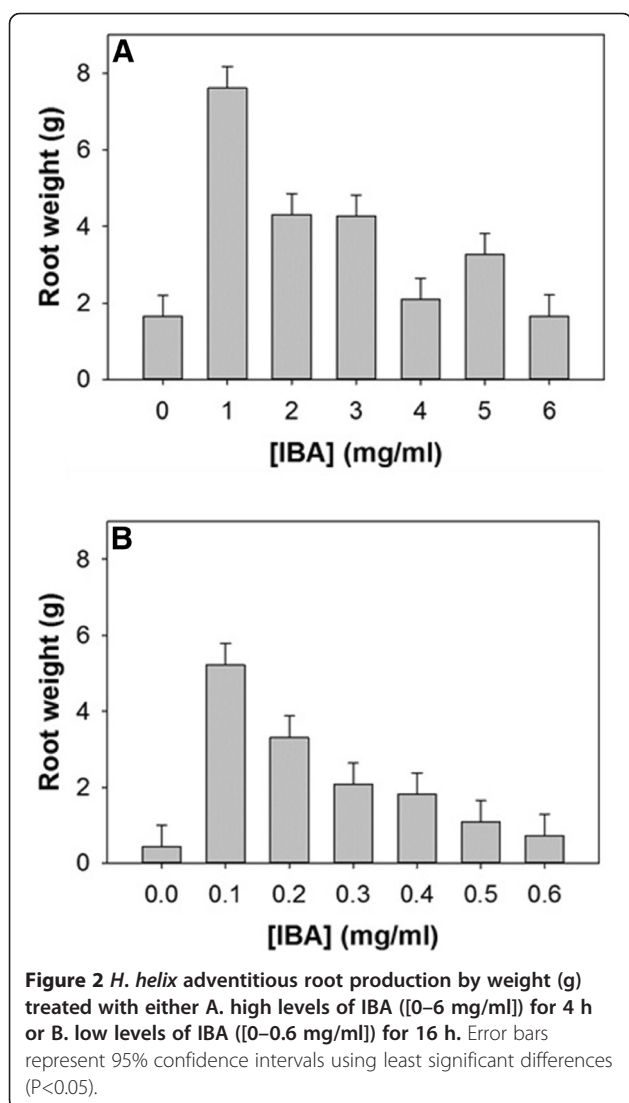 A
8
6
4
2
0
Root weight (g)
0 1 2 3 4 5 6
[IBA] (mg/ml)
B
8
6
4
2
0
Root weight (g)
0.0 0.1 0.2 0.3 0.4 0.5 0.6
[IBA] (mg/ml)
Figure 2 H. helix adventitious root production by weight (g)
treated with either A. high levels of IBA ([0–6 mg/ml]) for 4 h
or B. low levels of IBA ([0–0.6 mg/ml]) for 16 h. Error bars
represent 95% confidence intervals using least significant differences
(P<0.05).